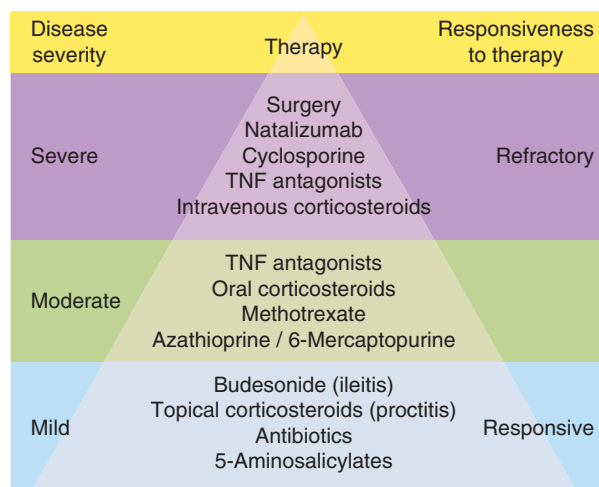 Disease
severity
Therapy
Responsiveness
to therapy
Severe
Surgery
Natalizumab
Cyclosporine
TNF antagonists
Intravenous corticosteroids
Refractory
Moderate
TNF antagonists
Oral corticosteroids
Methotrexate
Azathioprine / 6-Mercaptopurine
Mild
Budesonide (ileitis)
Topical corticosteroids (proctitis)
Antibiotics
5-Aminosalicylates
Responsive